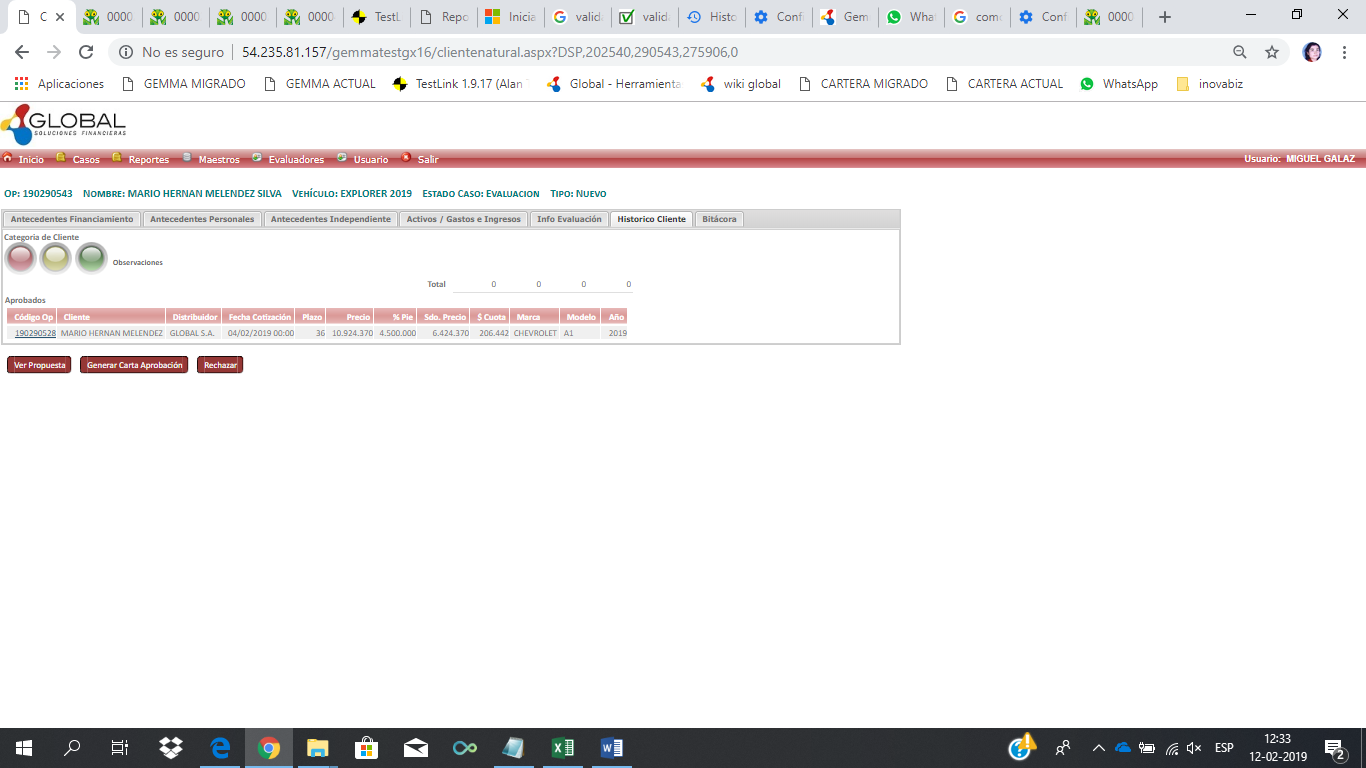 C
0000
0000
0000
0000
TestL
Repo
Inicia
valida
valida
Histo
Confi
Gem
What
como
Conf
0000
No es seguro | 54.235.81.157/gemmatestgx16/clientenatural.aspx?DSP,202540,290543,275906,0
Aplicaciones GEMMA MIGRADO GEMMA ACTUAL TestLink 1.9.17 (Alan Global - Herramienta wiki global CARTERA MIGRADO CARTERA ACTUAL WhatsApp inovabiz
GLOBAL
SOLUCIONES FINANCIERAS
Inicio Casos Reportes Maestros Evaluadores Usuario Salir Usuario: MIGUEL GALAZ
Op: 190290543 Nombre: MARIO HERNAN MELENDEZ SILVA Vehículo: EXPLORER 2019 Estado Caso: Evaluacion Tipo: Nuevo
Antecedentes Financiamiento Antecedentes Personales Antecedentes Independiente Activos / Gastos e Ingresos Info Evaluación Historico Cliente Bitácora
Categoria de Cliente
Observaciones
Total 0 0 0 0
Aprobados
Código Op Cliente Distribuidor Fecha Cotización Plazo Precio % Pie Sdo. Precio $ Cuota Marca Modelo Año
190290528 MARIO HERNAN MELENDEZ GLOBAL S.A. 04/02/2019 00:00 36 10.924.370 4.500.000 6.424.370 206.442 CHEVROLET A1 2019
Ver Propuesta Generar Carta Aprobación Rechazar
ESP
12:33
12-02-2019
2